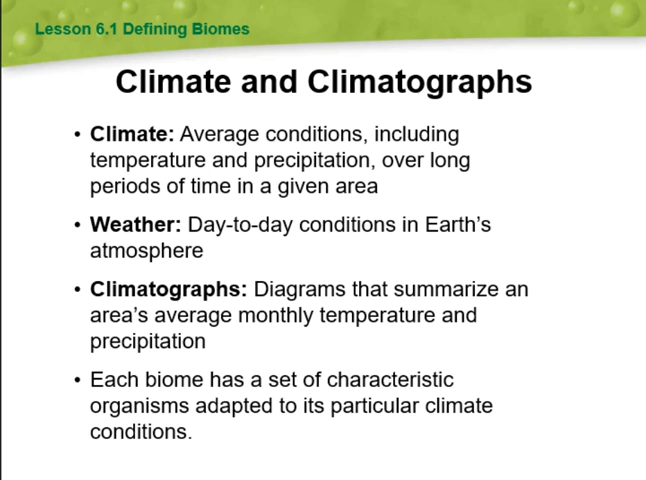 Lesson 6.1 Defining Biomes
Climate and Climatographs
• Climate: Average conditions, including
temperature and precipitation, over long
periods of time in a given area
• Weather: Day-to-day conditions in Earth's
atmosphere
• Climatographs: Diagrams that summarize an
area's average monthly temperature and
precipitation
• Each biome has a set of characteristic
organisms adapted to its particular climate
conditions.